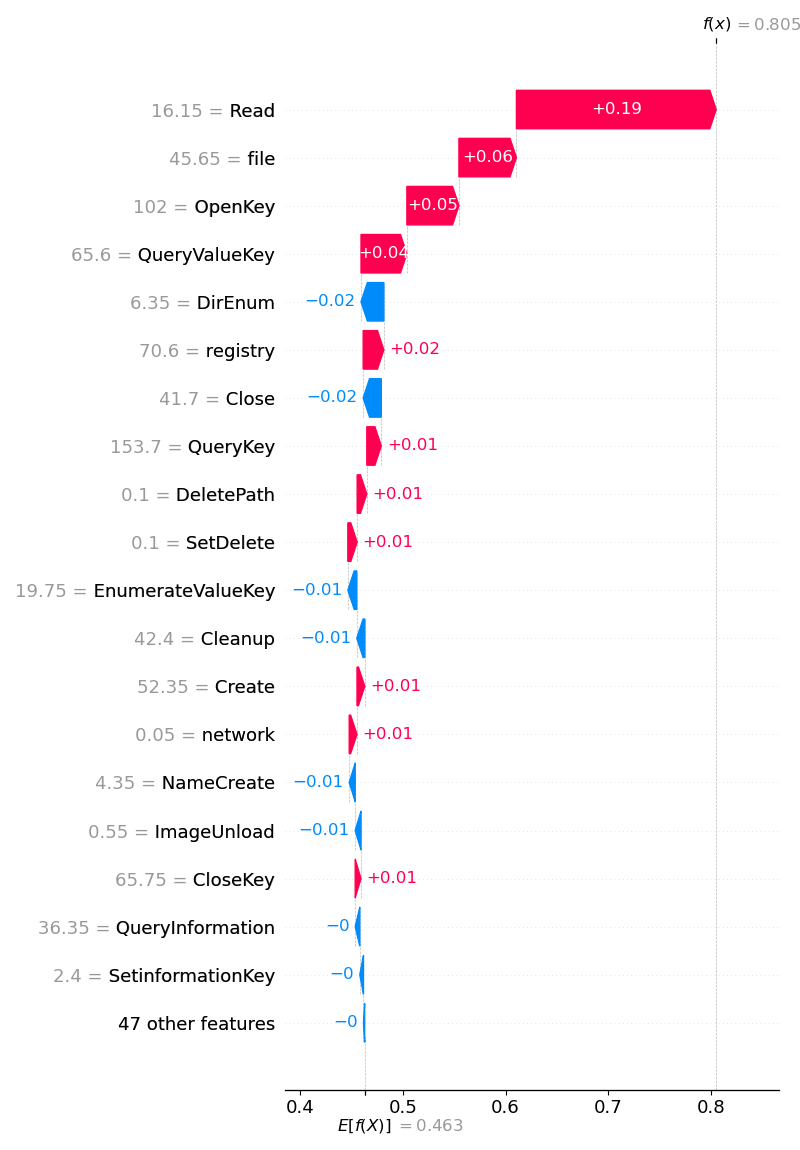 f(x) = 0.805
16.15 = Read +0.19
45.65 = file +0.06
102 = OpenKey +0.05
65.6 = QueryValueKey +0.04
6.35 = DirEnum −0.02
70.6 = registry +0.02
41.7 = Close −0.02
153.7 = QueryKey +0.01
0.1 = DeletePath +0.01
0.1 = SetDelete +0.01
19.75 = EnumerateValueKey −0.01
42.4 = Cleanup −0.01
52.35 = Create +0.01
0.05 = network +0.01
4.35 = NameCreate −0.01
0.55 = ImageUnload −0.01
65.75 = CloseKey +0.01
36.35 = QueryInformation −0
2.4 = SetinformationKey −0
47 other features −0
0.4 0.5 0.6 0.7 0.8
E[f(X)] = 0.463